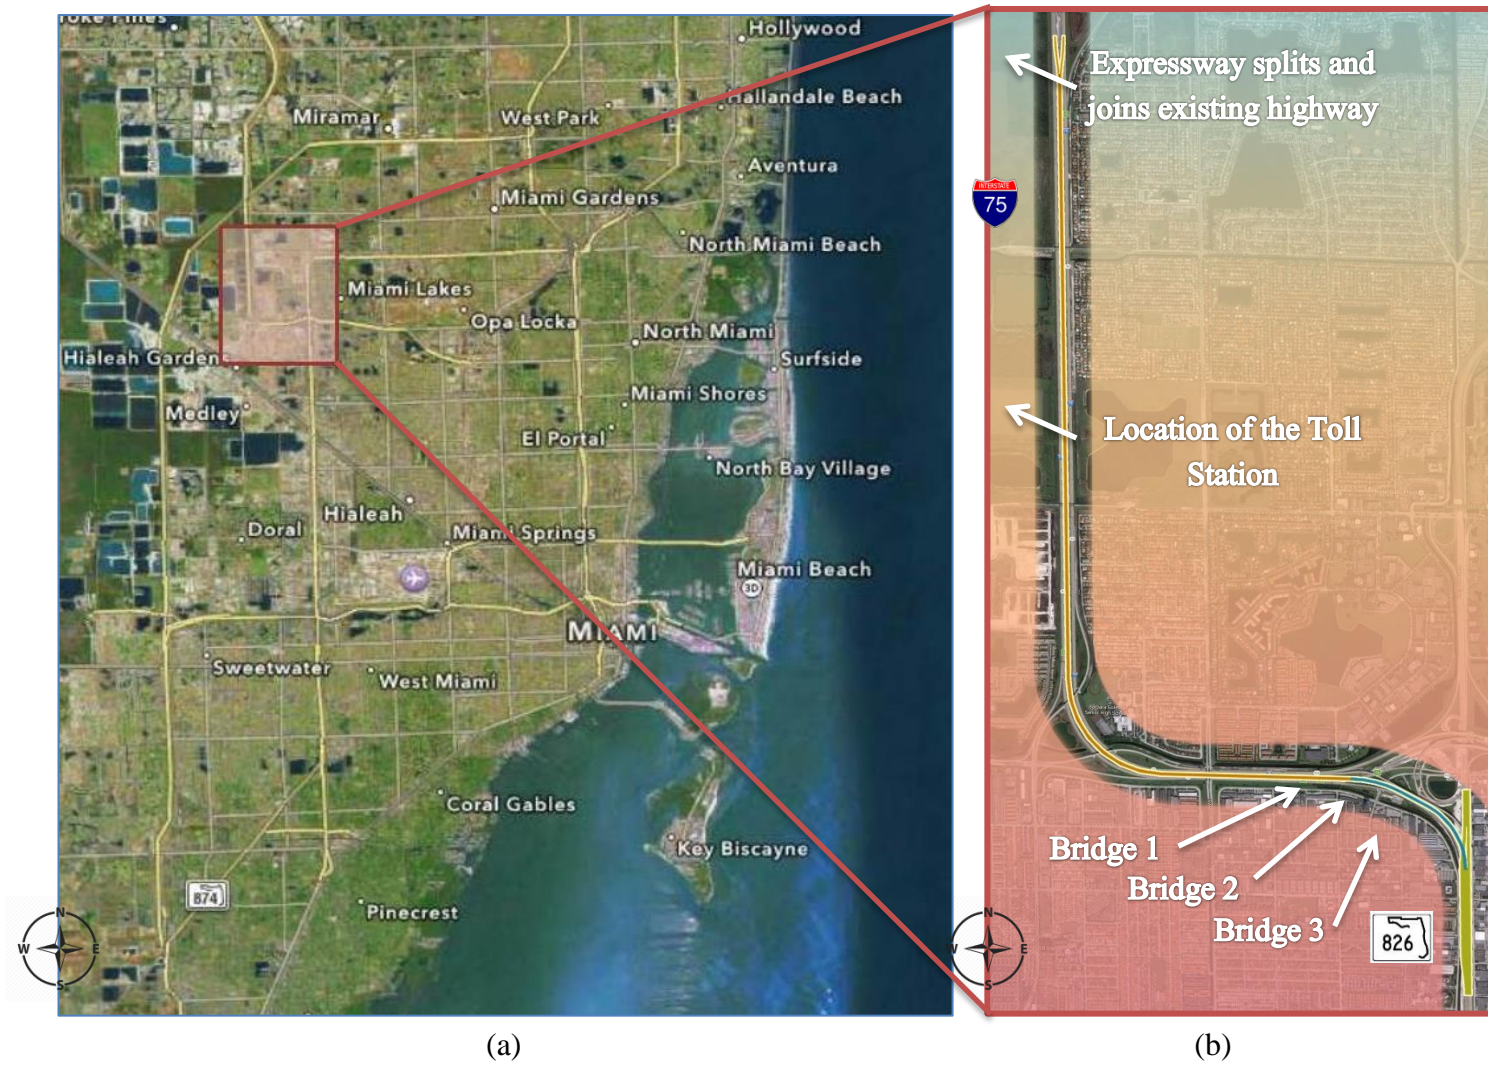 Hollywood
Hallandale Beach
Miramar
West Park
Aventura
Miami Gardens
North Miami Beach
Miami Lakes
Opa Locka
North Miami
Hialeah Gardens
Surfside
Miami Shores
Medley
El Portal
North Bay Village
Hialeah
Doral
Miami Springs
Miami Beach
3D
MIAMI
Sweetwater
West Miami
Coral Gables
Key Biscayne
874
Pinecrest
N
W E
S
(a)
Expressway splits and
joins existing highway
INTERSTATE
75
Location of the Toll
Station
Bridge 1
Bridge 2
Bridge 3
826
N
W E
S
(b)